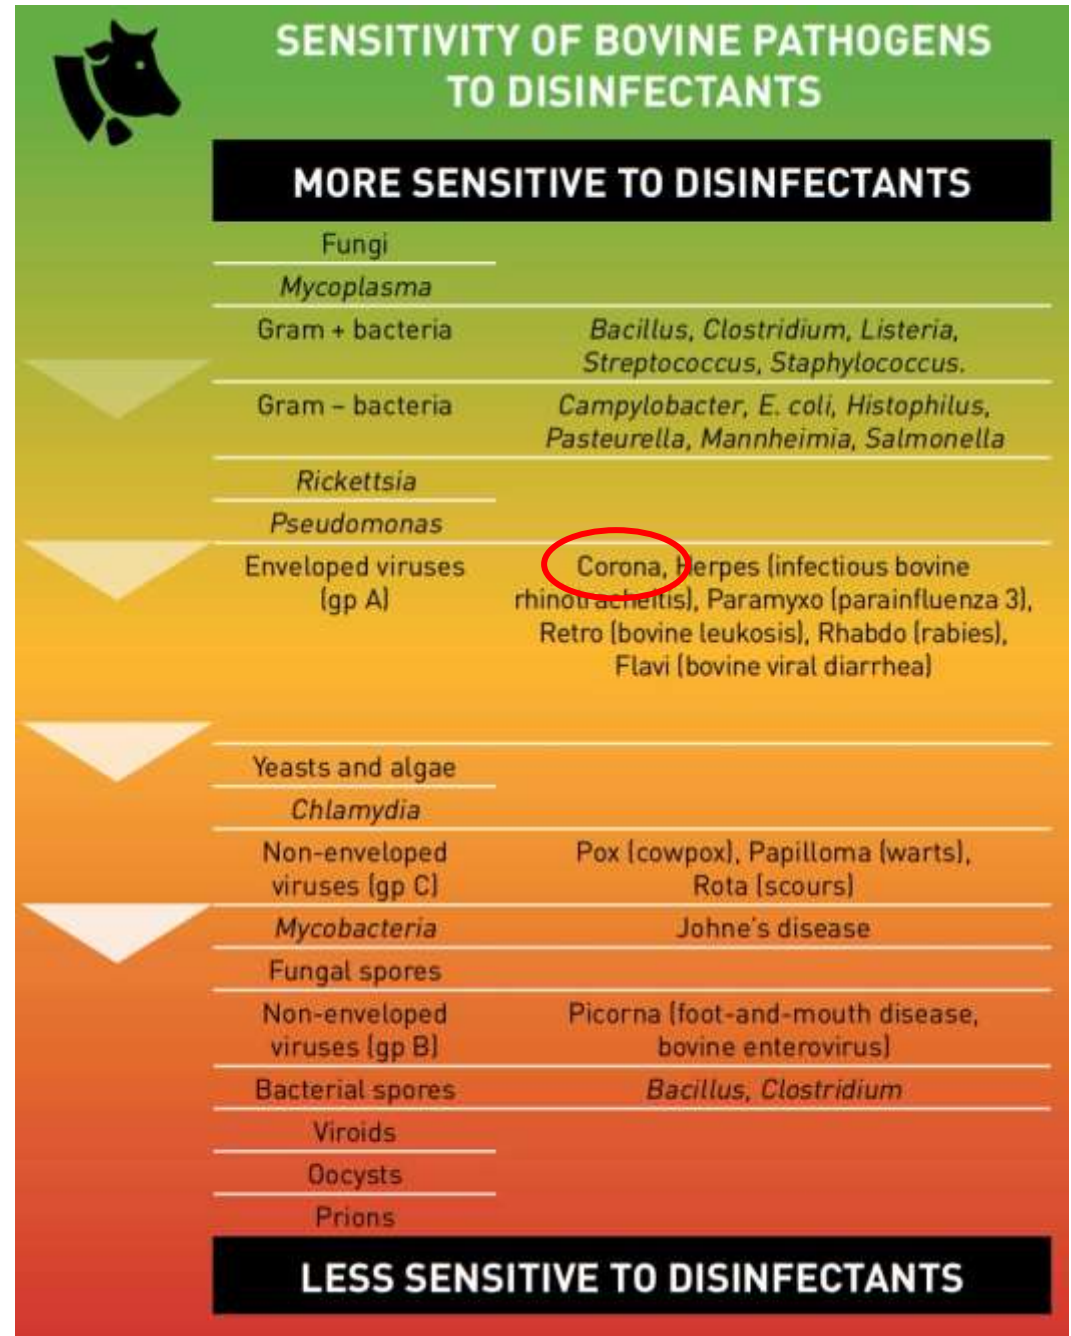 SENSITIVITY OF BOVINE PATHOGENS
TO DISINFECTANTS
MORE SENSITIVE TO DISINFECTANTS
Fungi
Mycoplasma
Gram + bacteria
Bacillus, Clostridium, Listeria,
Streptococcus, Staphylococcus.
Gram – bacteria
Campylobacter, E. coli, Histophilus,
Pasteurella, Mannheimia, Salmonella
Rickettsia
Pseudomonas
Enveloped viruses
(gp A)
Corona, Herpes (infectious bovine
rhinotracheitis), Paramyxo (parainfluenza 3),
Retro (bovine leukosis), Rhabdo (rabies),
Flavi (bovine viral diarrhea)
Yeasts and algae
Chlamydia
Non-enveloped
viruses (gp C)
Pox (cowpox), Papilloma (warts),
Rota (scours)
Mycobacteria
Johne's disease
Fungal spores
Non-enveloped
viruses (gp B)
Picorna (foot-and-mouth disease,
bovine enterovirus)
Bacterial spores
Bacillus, Clostridium
Viroids
Oocysts
Prions
LESS SENSITIVE TO DISINFECTANTS